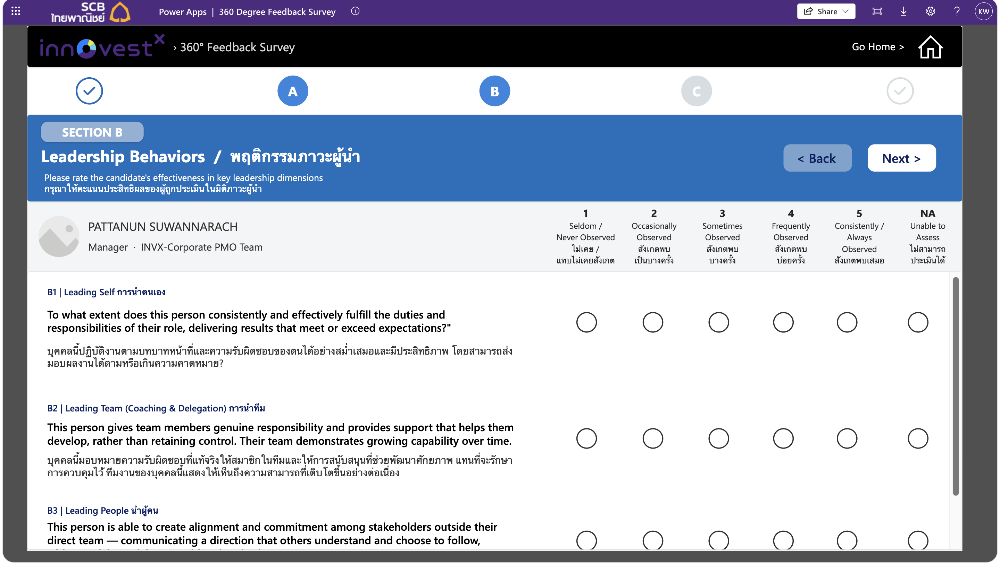 SCB
ไทยพาณิชย์
Power Apps | 360 Degree Feedback Survey
Share
KW
innovestx
› 360° Feedback Survey
Go Home >
A
B
C
SECTION B
Leadership Behaviors / พฤติกรรมภาวะผู้นำ
< Back
Next >
Please rate the candidate's effectiveness in key leadership dimensions
กรุณาให้คะแนนประสิทธิผลของผู้ถูกประเมินในมิติภาวะผู้นำ
PATTANUN SUWANNARACH
Manager · INVX-Corporate PMO Team
1
Seldom /
Never Observed
ไม่เคย /
แทบไม่เคยสังเกต
2
Occasionally
Observed
สังเกตพบ
เป็นบางครั้ง
3
Sometimes
Observed
สังเกตพบ
บางครั้ง
4
Frequently
Observed
สังเกตพบ
บ่อยครั้ง
5
Consistently /
Always
Observed
สังเกตพบเสมอ
NA
Unable to
Assess
ไม่สามารถ
ประเมินได้
B1 | Leading Self การนำตนเอง
To what extent does this person consistently and effectively fulfill the duties and
responsibilities of their role, delivering results that meet or exceed expectations?"
บุคคลนี้ปฏิบัติงานตามบทบาทหน้าที่และความรับผิดชอบของตนได้อย่างสม่ำเสมอและมีประสิทธิภาพ โดยสามารถส่ง
มอบผลงานได้ตามหรือเกินความคาดหมาย?
B2 | Leading Team (Coaching & Delegation) การนำทีม
This person gives team members genuine responsibility and provides support that helps them
develop, rather than retaining control. Their team demonstrates growing capability over time.
บุคคลนี้มอบหมายความรับผิดชอบที่แท้จริงให้สมาชิกในทีมและให้การสนับสนุนที่ช่วยพัฒนาศักยภาพ แทนที่จะรักษา
การควบคุมไว้ ทีมงานของบุคคลนี้แสดงให้เห็นถึงความสามารถที่เติบโตขึ้นอย่างต่อเนื่อง
B3 | Leading People นำผู้คน
This person is able to create alignment and commitment among stakeholders outside their
direct team — communicating a direction that others understand and choose to follow,